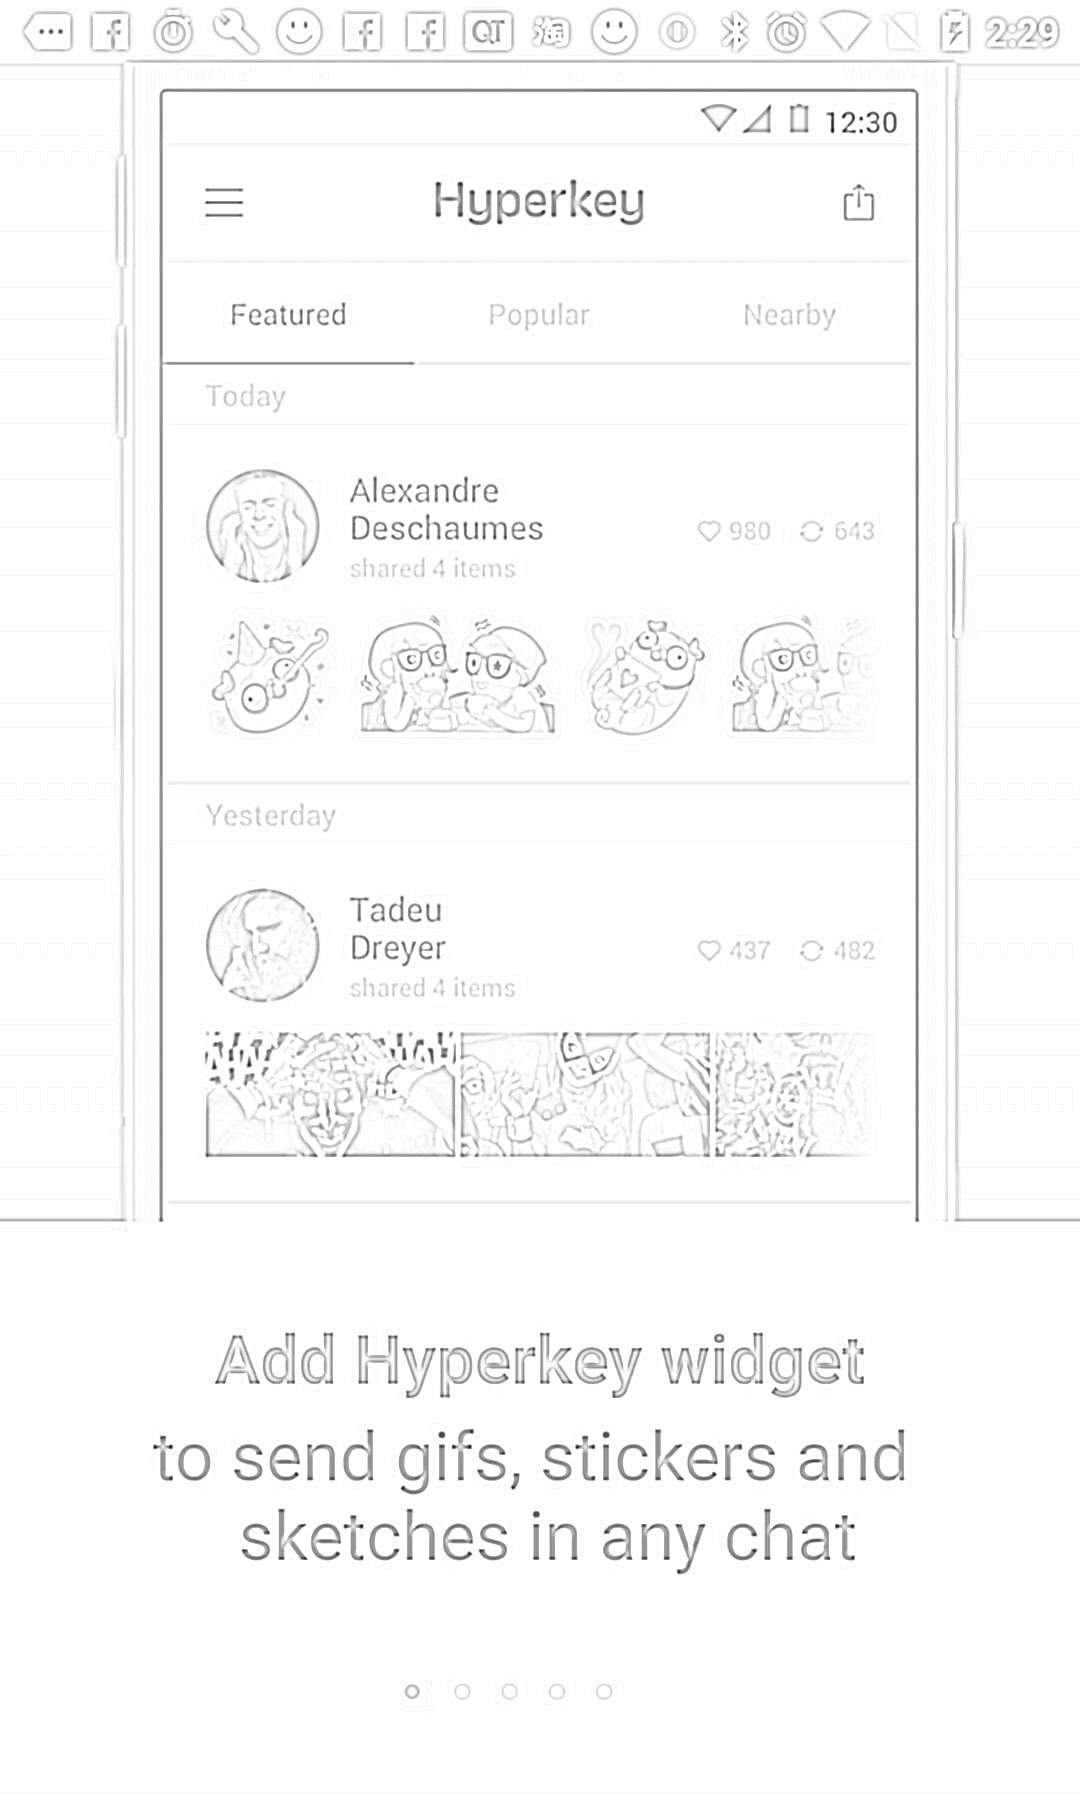 QT 淘 2:29
12:30
Hyperkey
Featured Popular Nearby
Today
Alexandre
Deschaumes
980 643
shared 4 items
Yesterday
Tadeu
Dreyer
437 482
shared 4 items
Add Hyperkey widget
to send gifs, stickers and
sketches in any chat